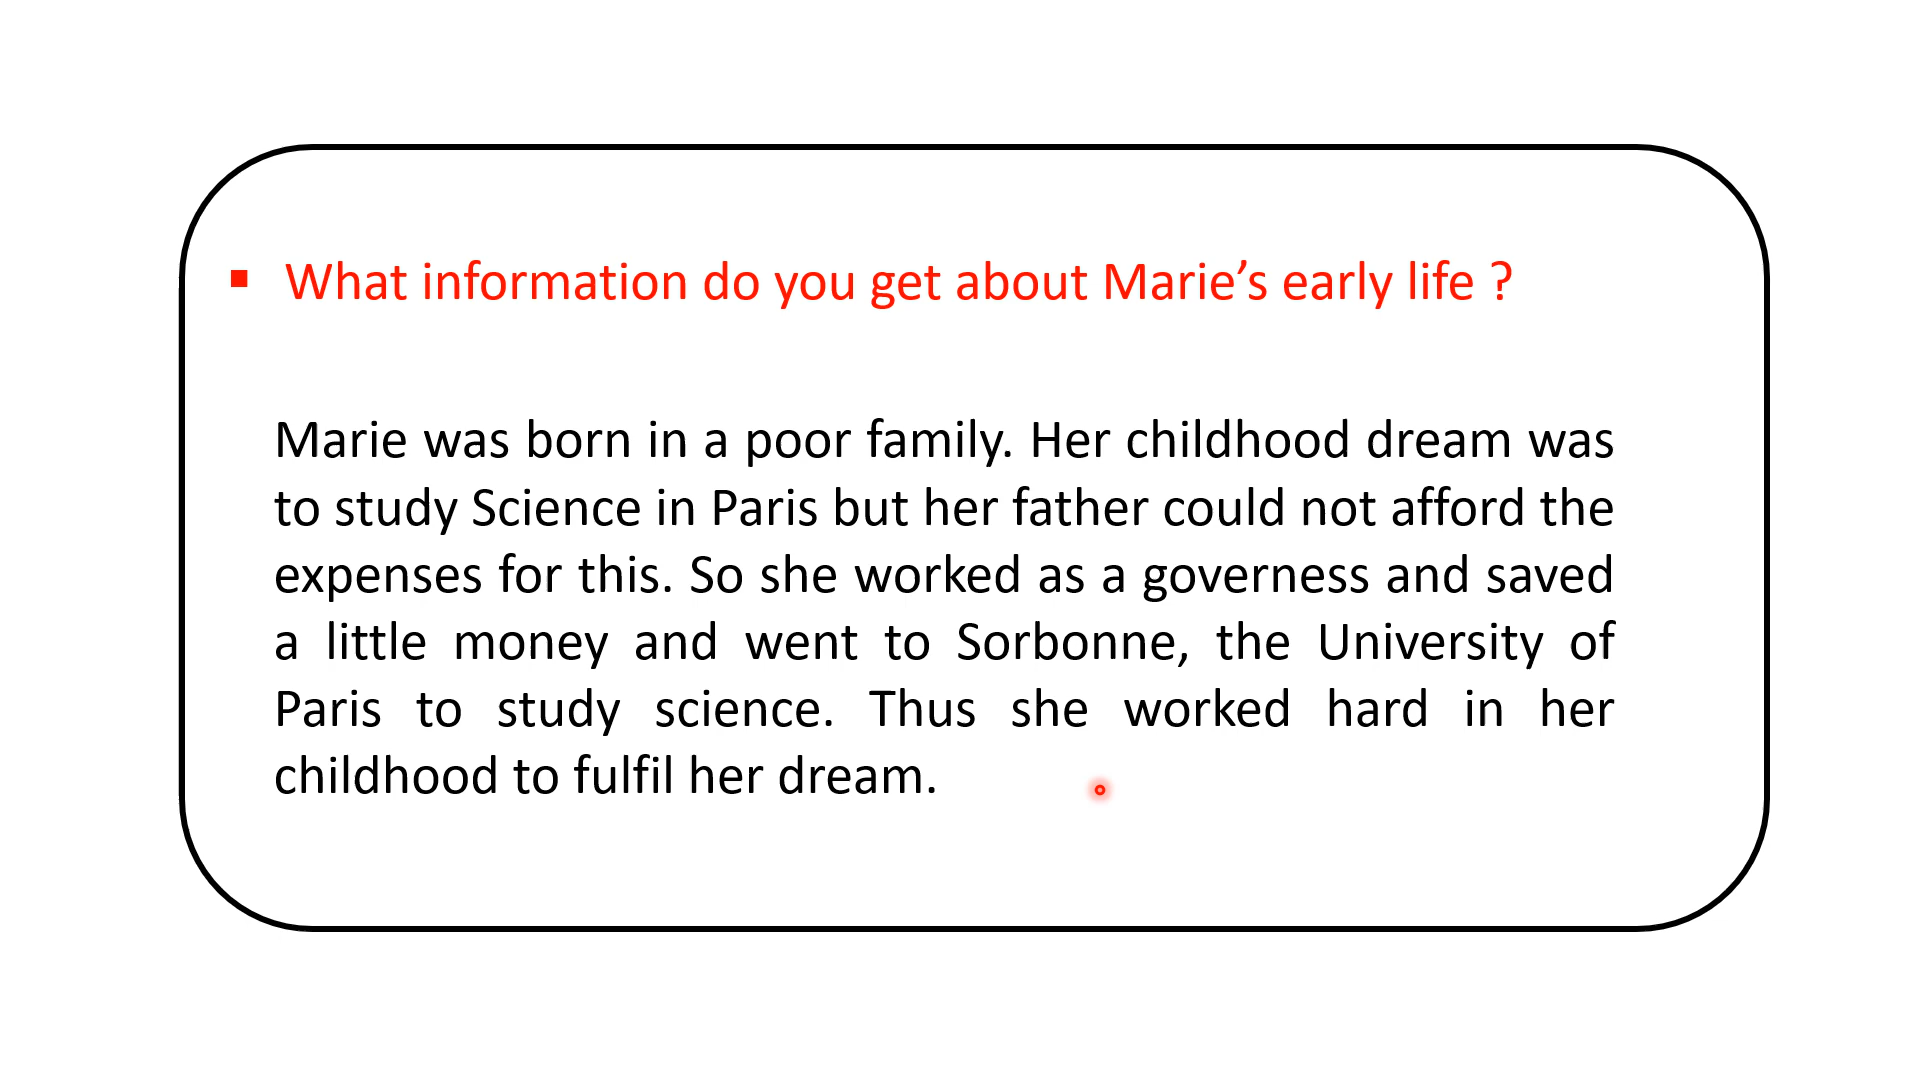 ▪ What information do you get about Marie’s early life ?
Marie was born in a poor family. Her childhood dream was
to study Science in Paris but her father could not afford the
expenses for this. So she worked as a governess and saved
a little money and went to Sorbonne, the University of
Paris to study science. Thus she worked hard in her
childhood to fulfil her dream.